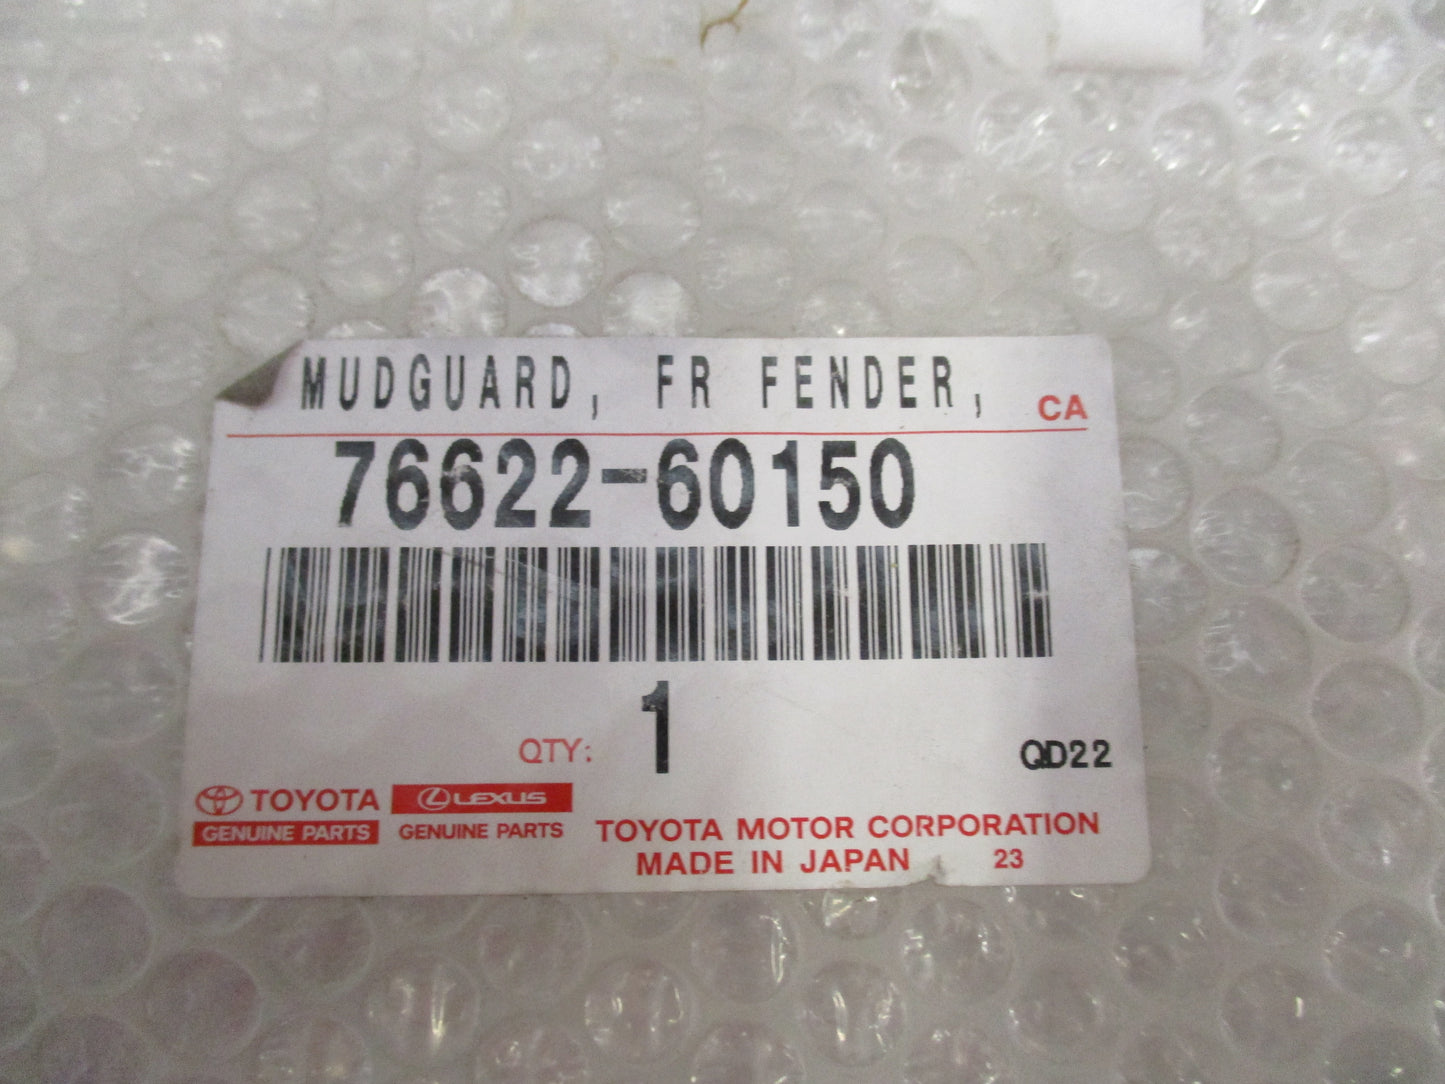 MUDGUARD, FR FENDER,
CA
76622-60150
QTY: 1
QD22
TOYOTA LEXUS
GENUINE PARTS GENUINE PARTS
TOYOTA MOTOR CORPORATION
MADE IN JAPAN 23